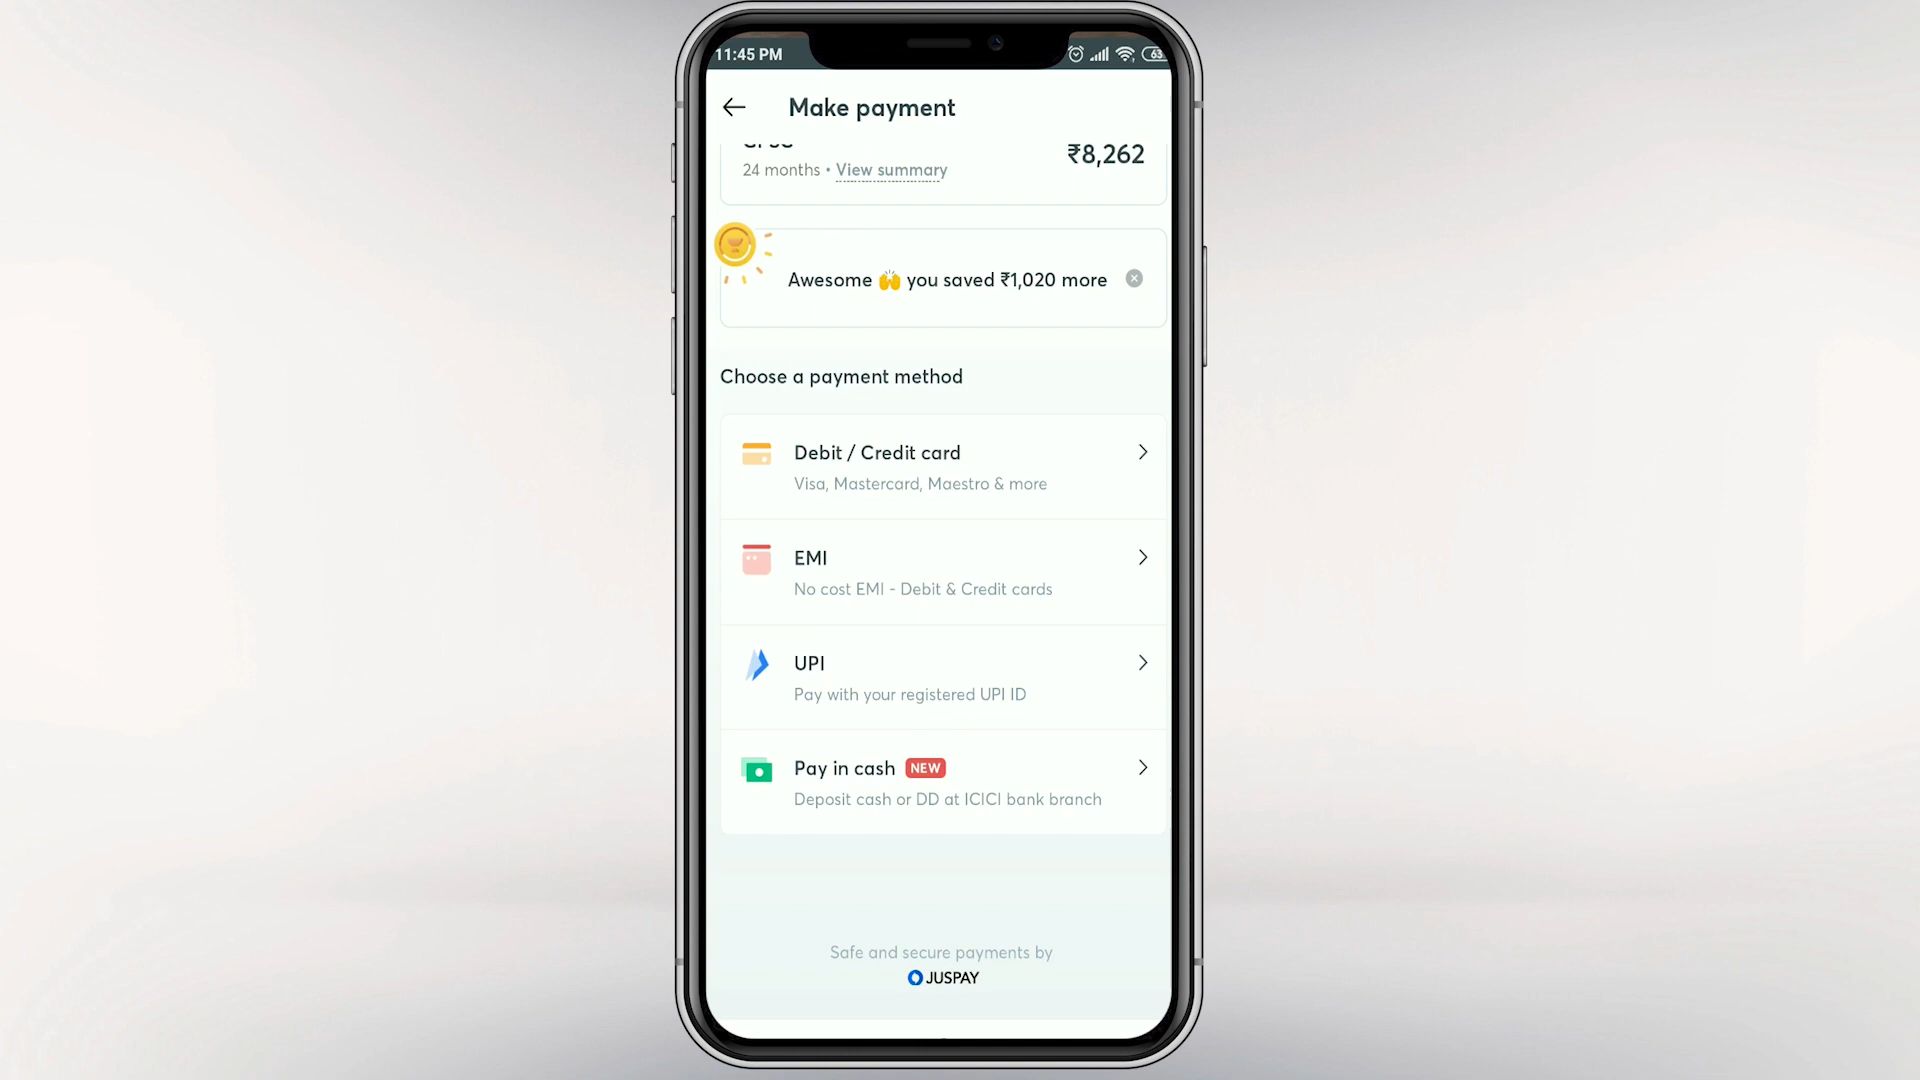 11:45 PM
63
Make payment
₹8,262
24 months • View summary
Awesome 🙌 you saved ₹1,020 more
Choose a payment method
Debit / Credit card
Visa, Mastercard, Maestro & more
EMI
No cost EMI - Debit & Credit cards
UPI
Pay with your registered UPI ID
Pay in cash NEW
Deposit cash or DD at ICICI bank branch
Safe and secure payments by
JUSPAY